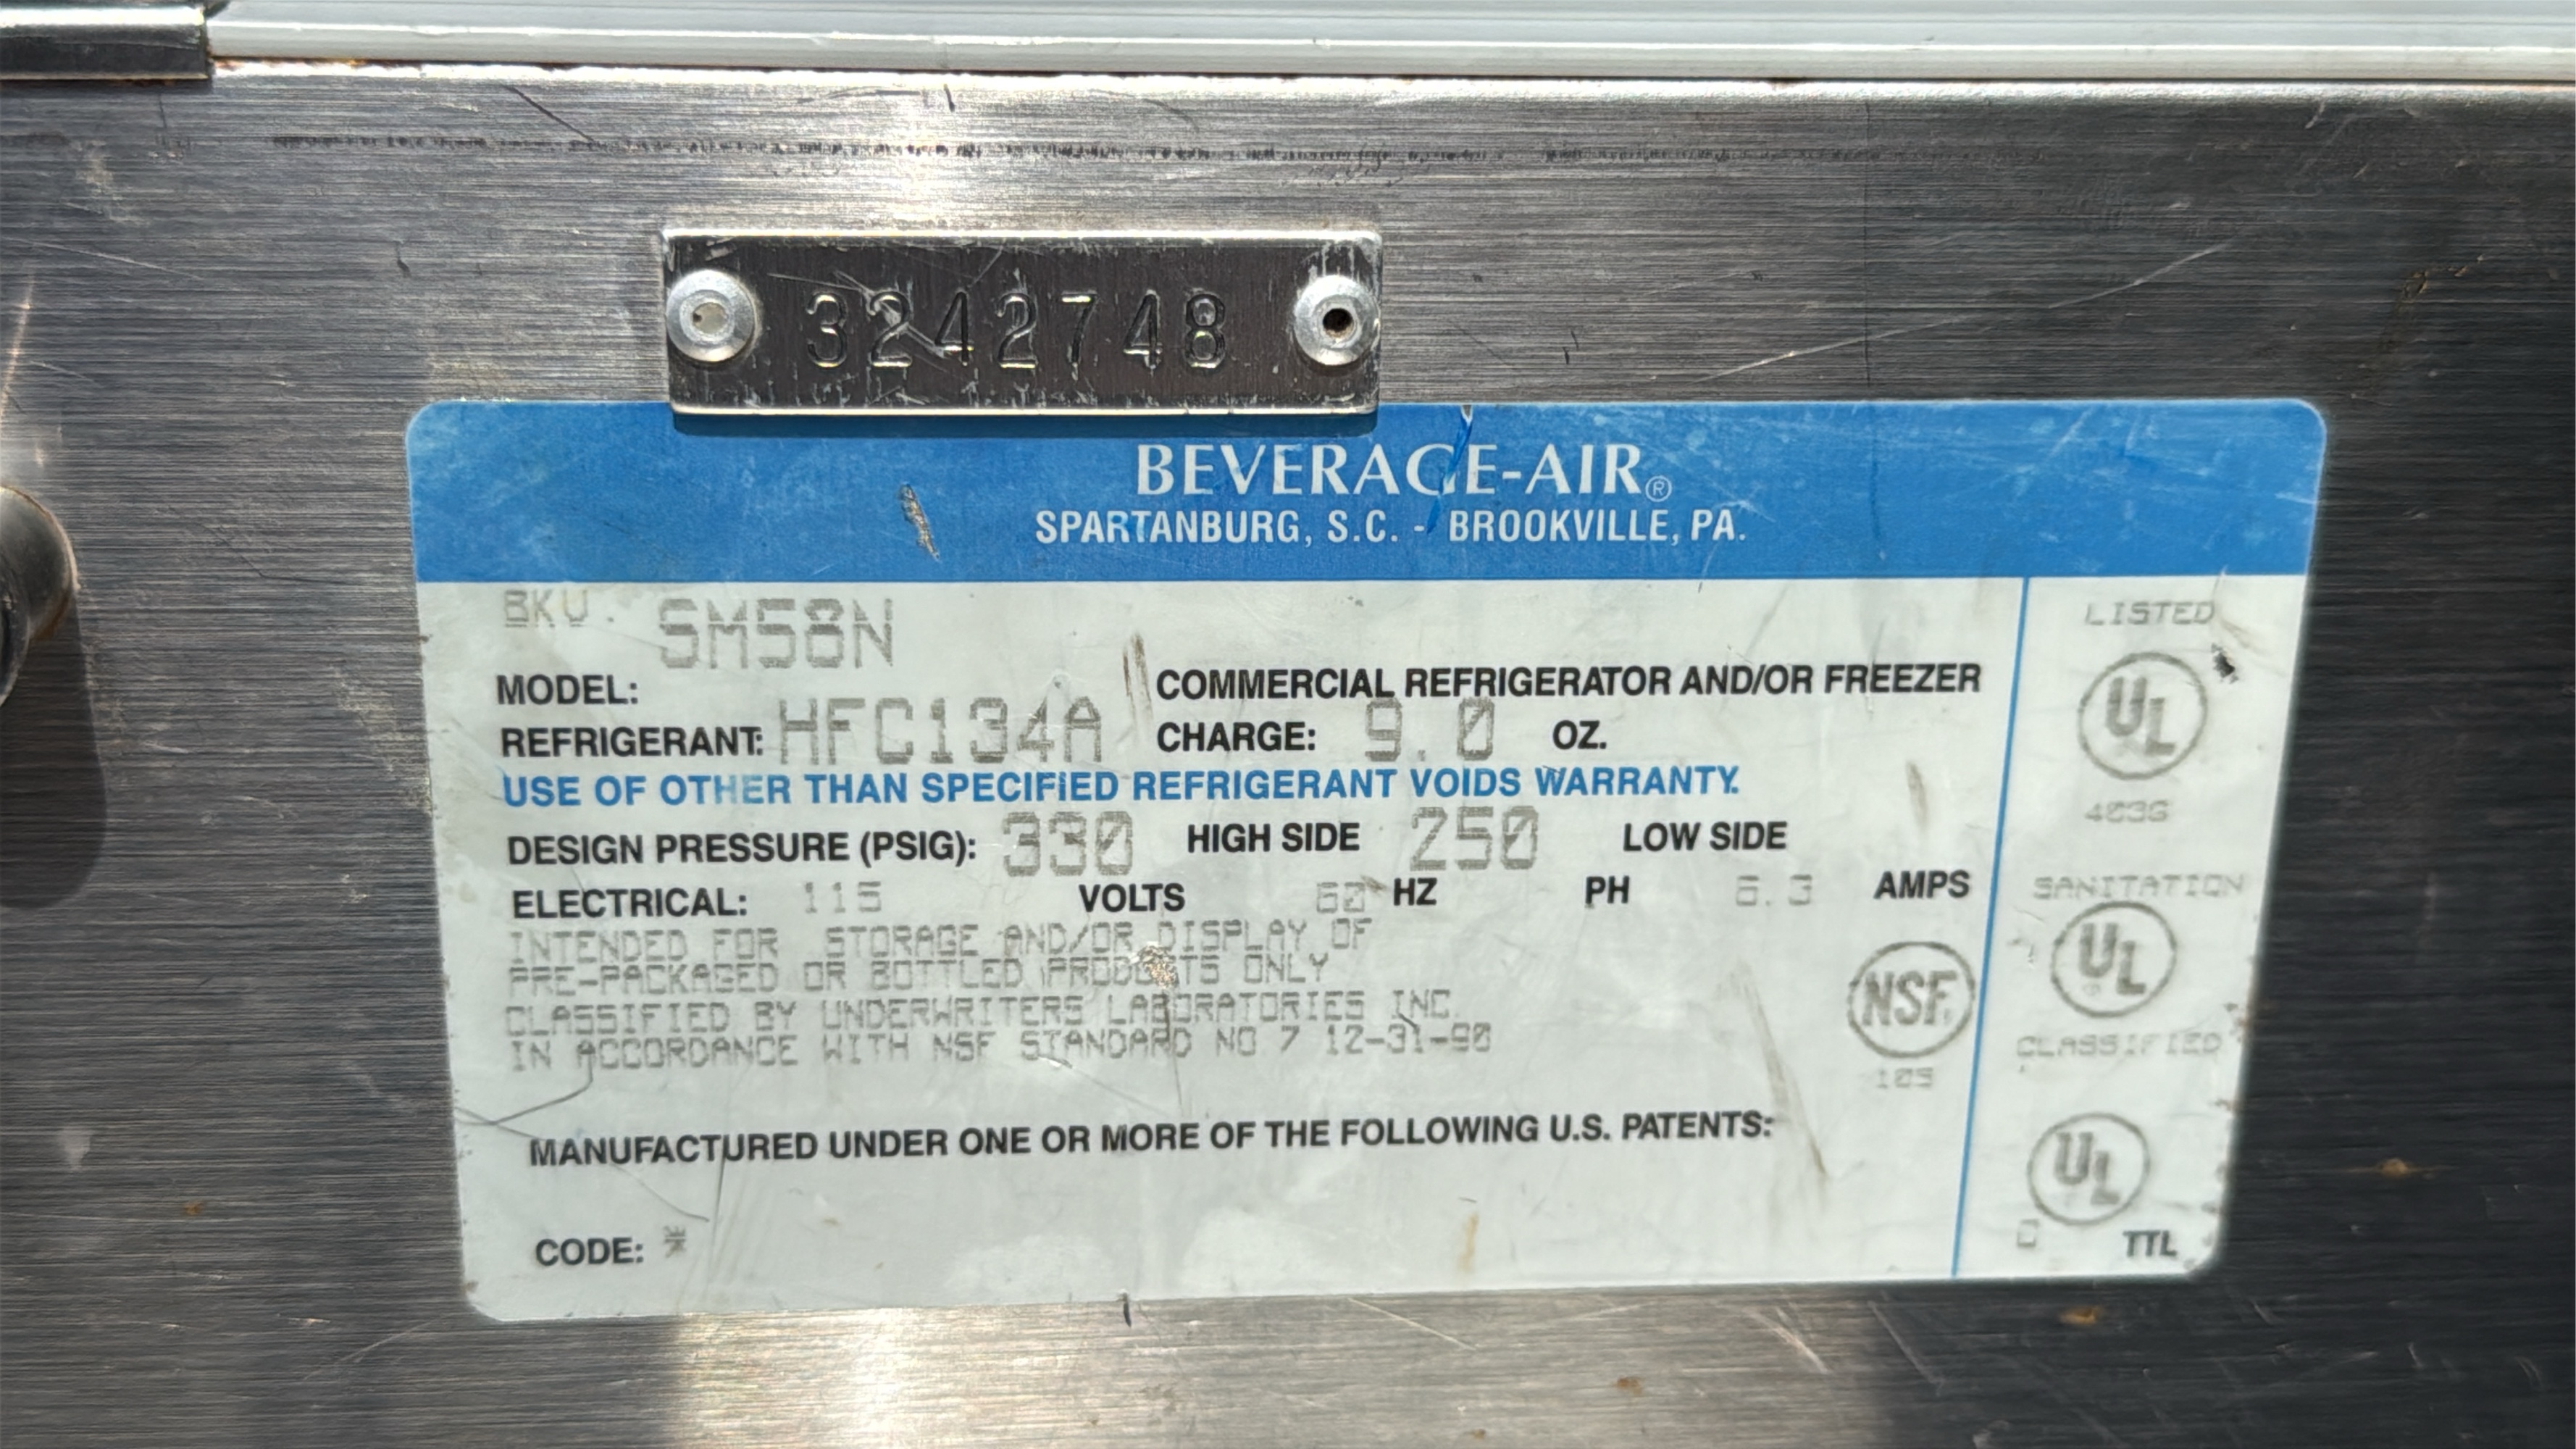 3242748
BEVERAGE-AIR®
SPARTANBURG, S.C. - BROOKVILLE, PA.
BKV. SM58N
MODEL: COMMERCIAL REFRIGERATOR AND/OR FREEZER
REFRIGERANT: HFC134A CHARGE: 9.0 OZ.
USE OF OTHER THAN SPECIFIED REFRIGERANT VOIDS WARRANTY.
DESIGN PRESSURE (PSIG): 330 HIGH SIDE 250 LOW SIDE
ELECTRICAL: 115 VOLTS 60 HZ PH AMPS
INTENDED FOR STORAGE AND/OR DISPLAY OF
PRE-PACKAGED OR BOTTLED PRODUCTS ONLY
CLASSIFIED BY UNDERWRITERS LABORATORIES INC.
IN ACCORDANCE WITH NSF STANDARD NO 7 12-31-90
NSF.
MANUFACTURED UNDER ONE OR MORE OF THE FOLLOWING U.S. PATENTS:
CODE: *
LISTED
UL
SANITATION
UL
CLASSIFIED
UL
TTL